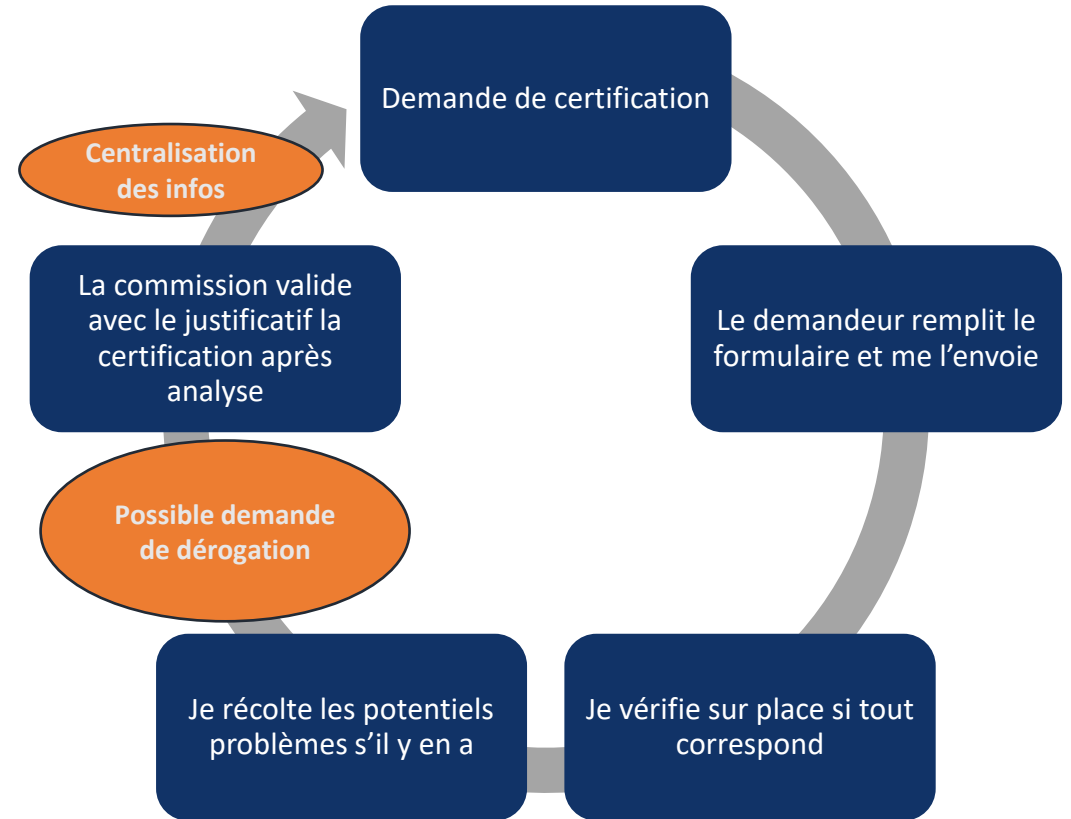 Demande de certification
Le demandeur remplit le
formulaire et me l’envoie
Je vérifie sur place si tout
correspond
Je récolte les potentiels
problèmes s’il y en a
Possible demande
de dérogation
La commission valide
avec le justificatif la
certification après
analyse
Centralisation
des infos